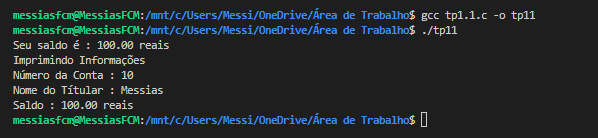 messiasfcm@MessiasFCM:/mnt/c/Users/Messi/OneDrive/Área de Trabalho$ gcc tp1.1.c -o tp11
messiasfcm@MessiasFCM:/mnt/c/Users/Messi/OneDrive/Área de Trabalho$ ./tp11
Seu saldo é : 100.00 reais
Imprimindo Informações
Número da Conta : 10
Nome do Títular : Messias
Saldo : 100.00 reais
messiasfcm@MessiasFCM:/mnt/c/Users/Messi/OneDrive/Área de Trabalho$